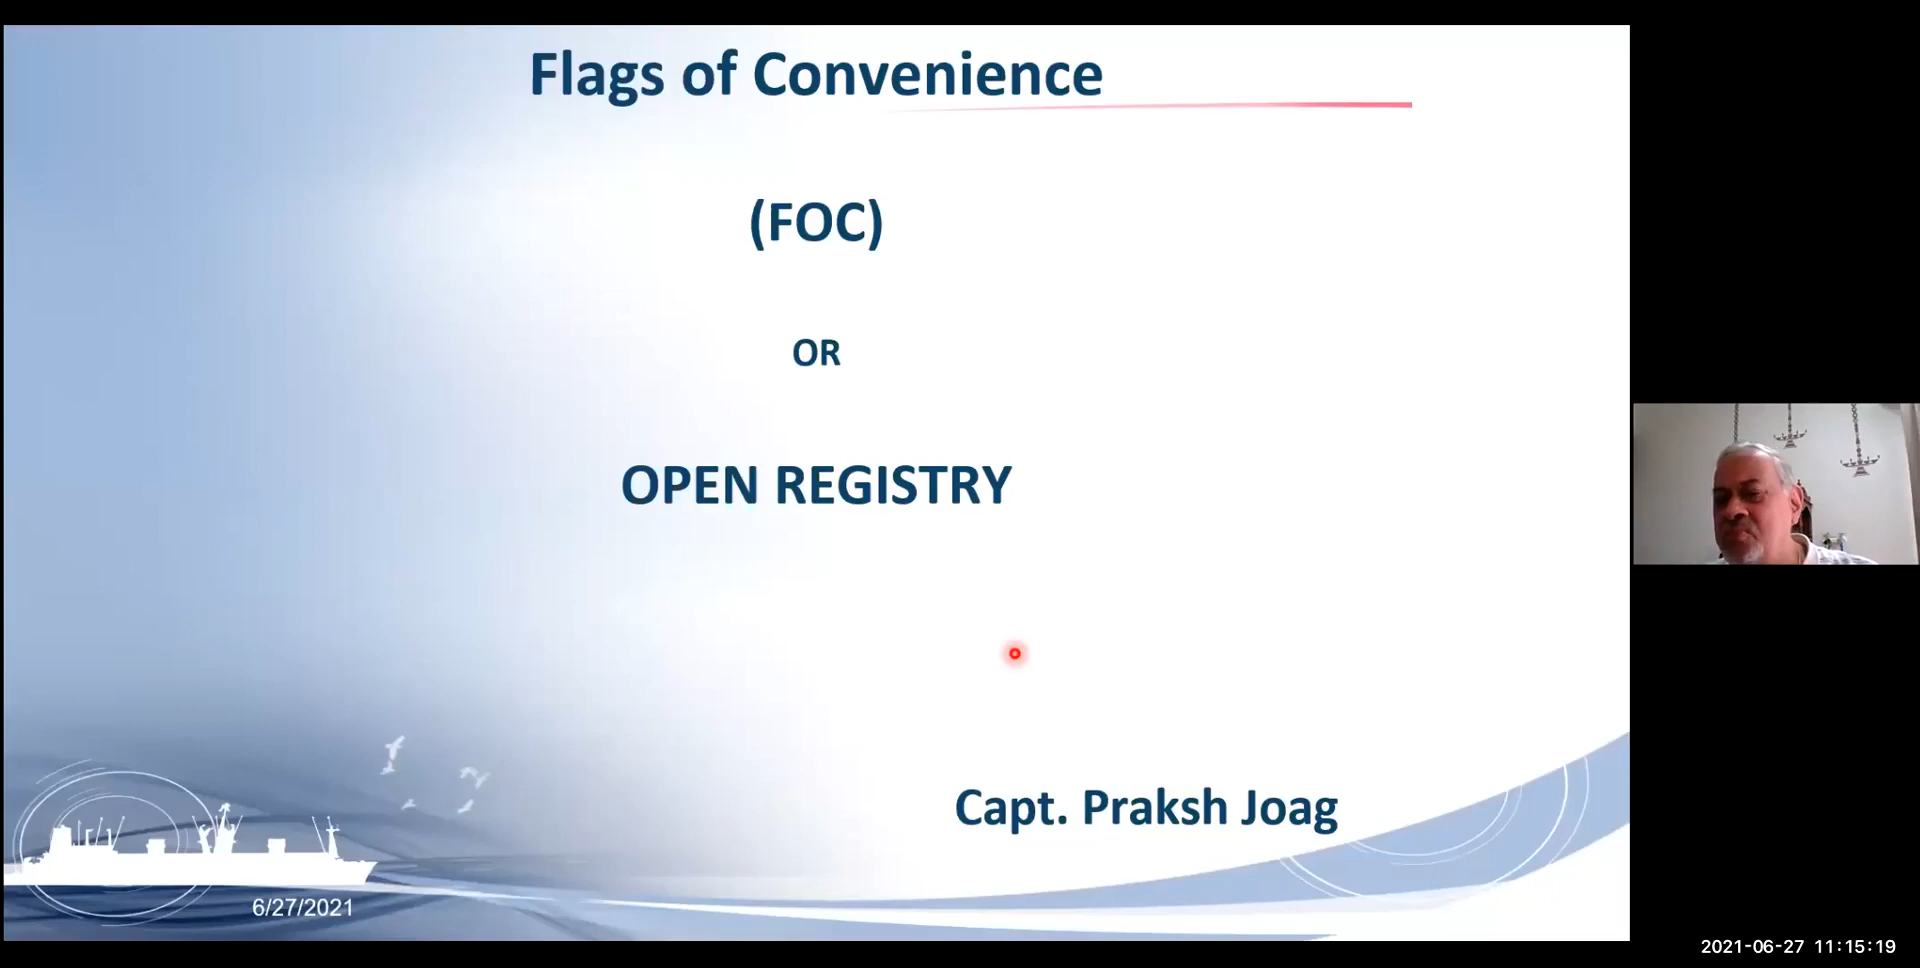 Flags of Convenience
(FOC)
OR
OPEN REGISTRY
Capt. Praksh Joag
6/27/2021
2021-06-27 11:15:19